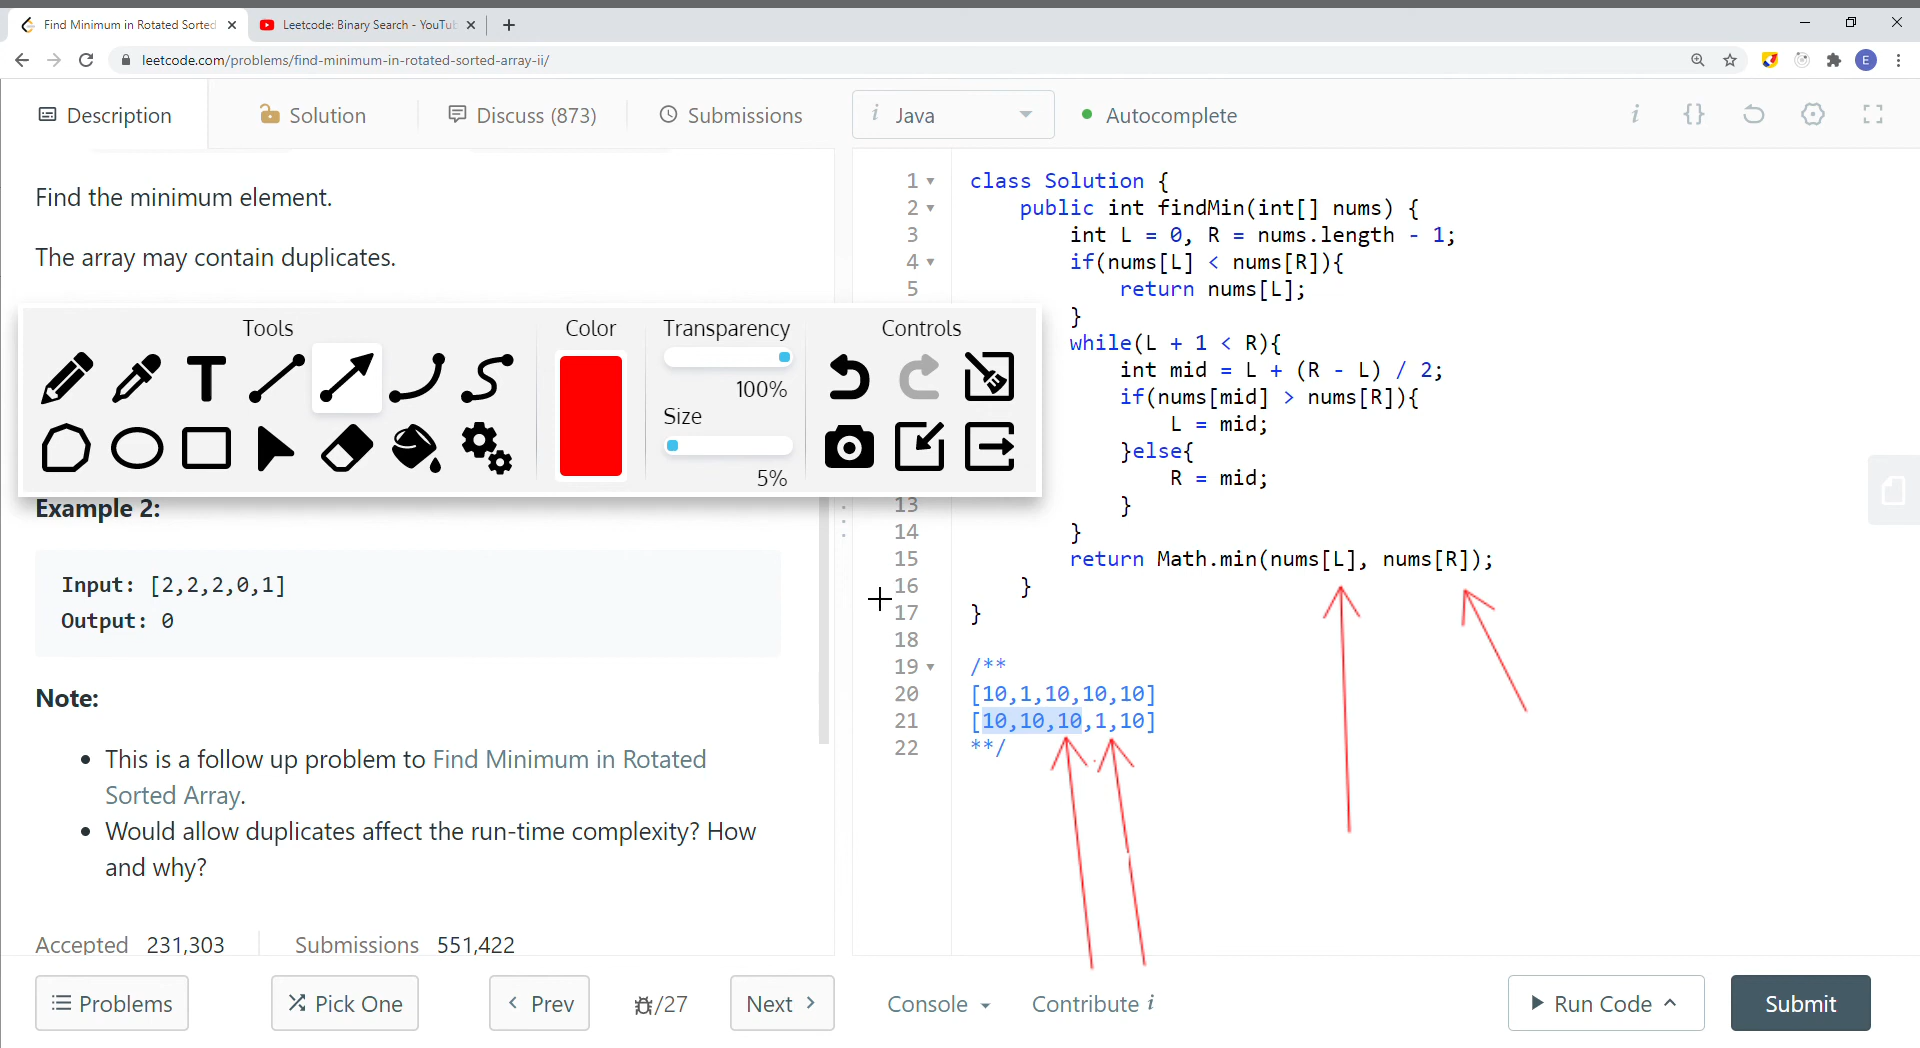 Find Minimum in Rotated Sorted
Leetcode: Binary Search - YouTub
leetcode.com/problems/find-minimum-in-rotated-sorted-array-ii/
E
Description
Solution
Discuss (873)
Submissions
i Java
Autocomplete
i {}
Find the minimum element.
The array may contain duplicates.
Tools
Color
Transparency
100%
Size
5%
Controls
T
Example 2:
Input: [2,2,2,0,1]
Output: 0
Note:
This is a follow up problem to Find Minimum in Rotated
Sorted Array.
Would allow duplicates affect the run-time complexity? How
and why?
Accepted 231,303 Submissions 551,422
1 class Solution {
2 public int findMin(int[] nums) {
3 int L = 0, R = nums.length - 1;
4 if(nums[L] < nums[R]){
5 return nums[L];
}
while(L + 1 < R){
int mid = L + (R - L) / 2;
if(nums[mid] > nums[R]){
L = mid;
}else{
R = mid;
13 }
14 }
15 return Math.min(nums[L], nums[R]);
16 }
17 }
18
19 /**
20 [10,1,10,10,10]
21 [10,10,10,1,10]
22 **/
Problems
Pick One
Prev
/27
Next
Console
Contribute i
Run Code
Submit